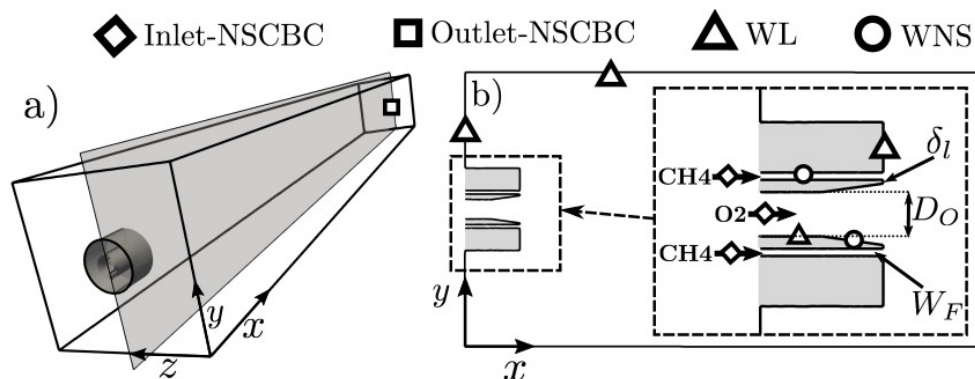 Inlet-NSCBC Outlet-NSCBC WL WNS
a)
b)
δ_l
CH4
O2
D_O
CH4
W_F
y
x
z
y
x